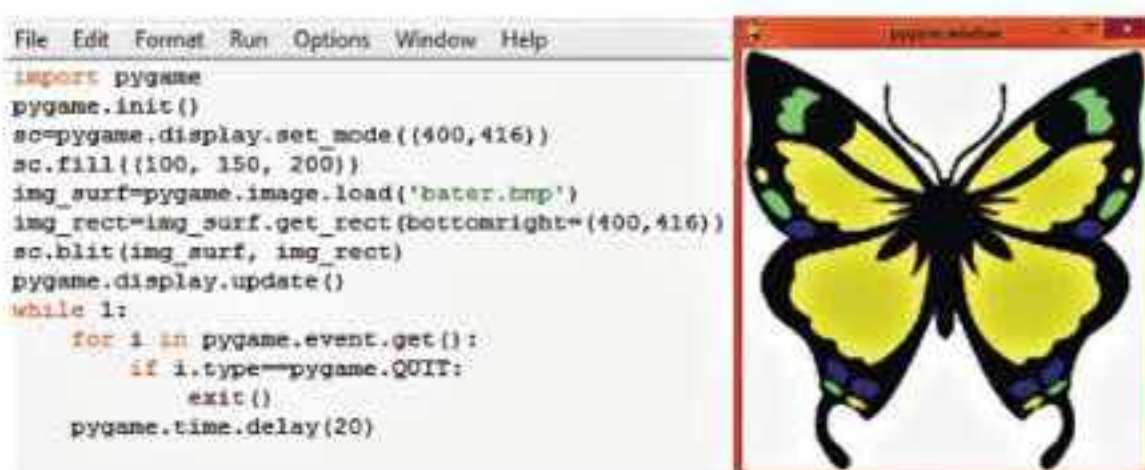 File Edit Format Run Options Window Help
import pygame
pygame.init()
sc=pygame.display.set_mode((400,416))
sc.fill((100, 150, 200))
img_surf=pygame.image.load('bater.bmp')
img_rect=img_surf.get_rect(bottomright=(400,416))
sc.blit(img_surf, img_rect)
pygame.display.update()
while 1:
    for i in pygame.event.get():
        if i.type==pygame.QUIT:
            exit()
    pygame.time.delay(20)
pygame window